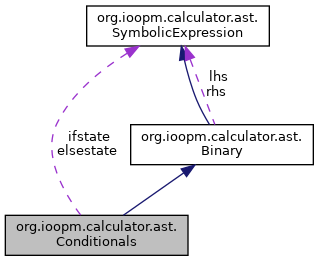 org.ioopm.calculator.ast.
SymbolicExpression
lhs
rhs
ifstate
elsestate
org.ioopm.calculator.ast.
Binary
org.ioopm.calculator.ast.
Conditionals